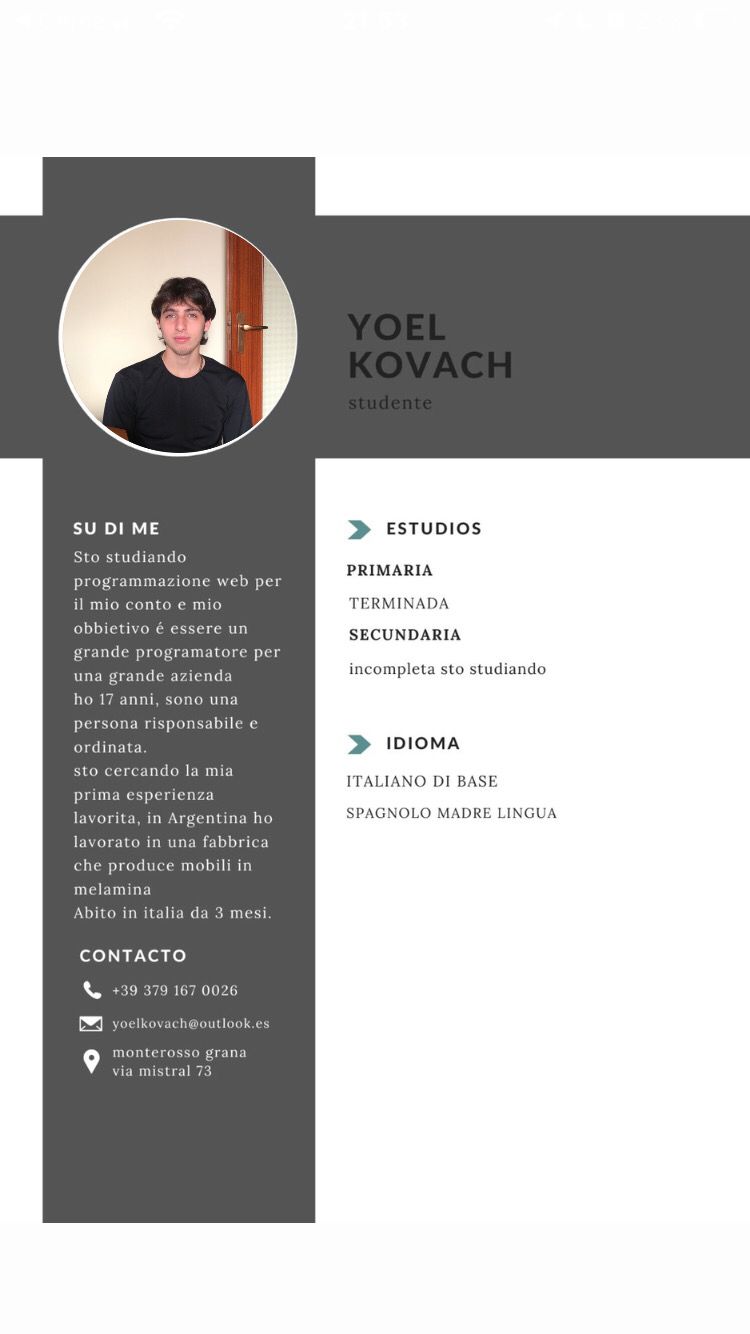 YOEL
KOVACH
studente
SU DI ME
Sto studiando
programmazione web per
il mio conto e mio
obbietivo é essere un
grande programatore per
una grande azienda
ho 17 anni, sono una
persona risponsabile e
ordinata.
sto cercando la mia
prima esperienza
lavorita, in Argentina ho
lavorato in una fabbrica
che produce mobili in
melamina
Abito in italia da 3 mesi.
CONTACTO
+39 379 167 0026
yoelkovach@outlook.es
monterosso grana
via mistral 73
ESTUDIOS
PRIMARIA
TERMINADA
SECUNDARIA
incompleta sto studiando
IDIOMA
ITALIANO DI BASE
SPAGNOLO MADRE LINGUA